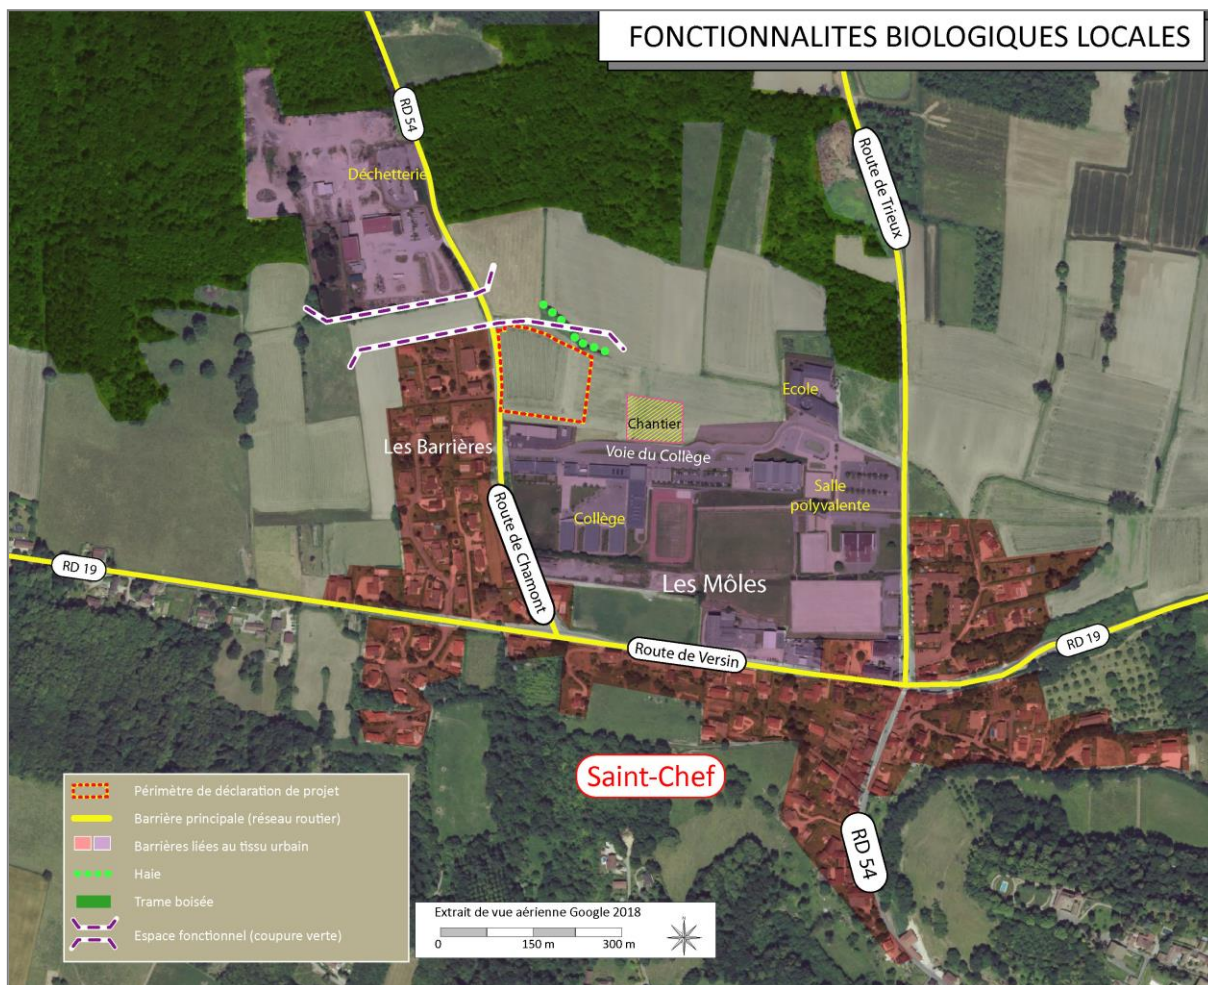 FONCTIONNALITES BIOLOGIQUES LOCALES
RD 54
Déchetterie
Route de Trieux
Ecole
Chantier
Les Barrières
Voie du Collège
Salle
polyvalente
Collège
Route de Chamont
Les Môles
RD 19
Route de Versin
RD 19
Saint-Chef
RD 54
Périmètre de déclaration de projet
Barrière principale (réseau routier)
Barrières liées au tissu urbain
Haie
Trame boisée
Espace fonctionnel (coupure verte)
Extrait de vue aérienne Google 2018
0 150 m 300 m